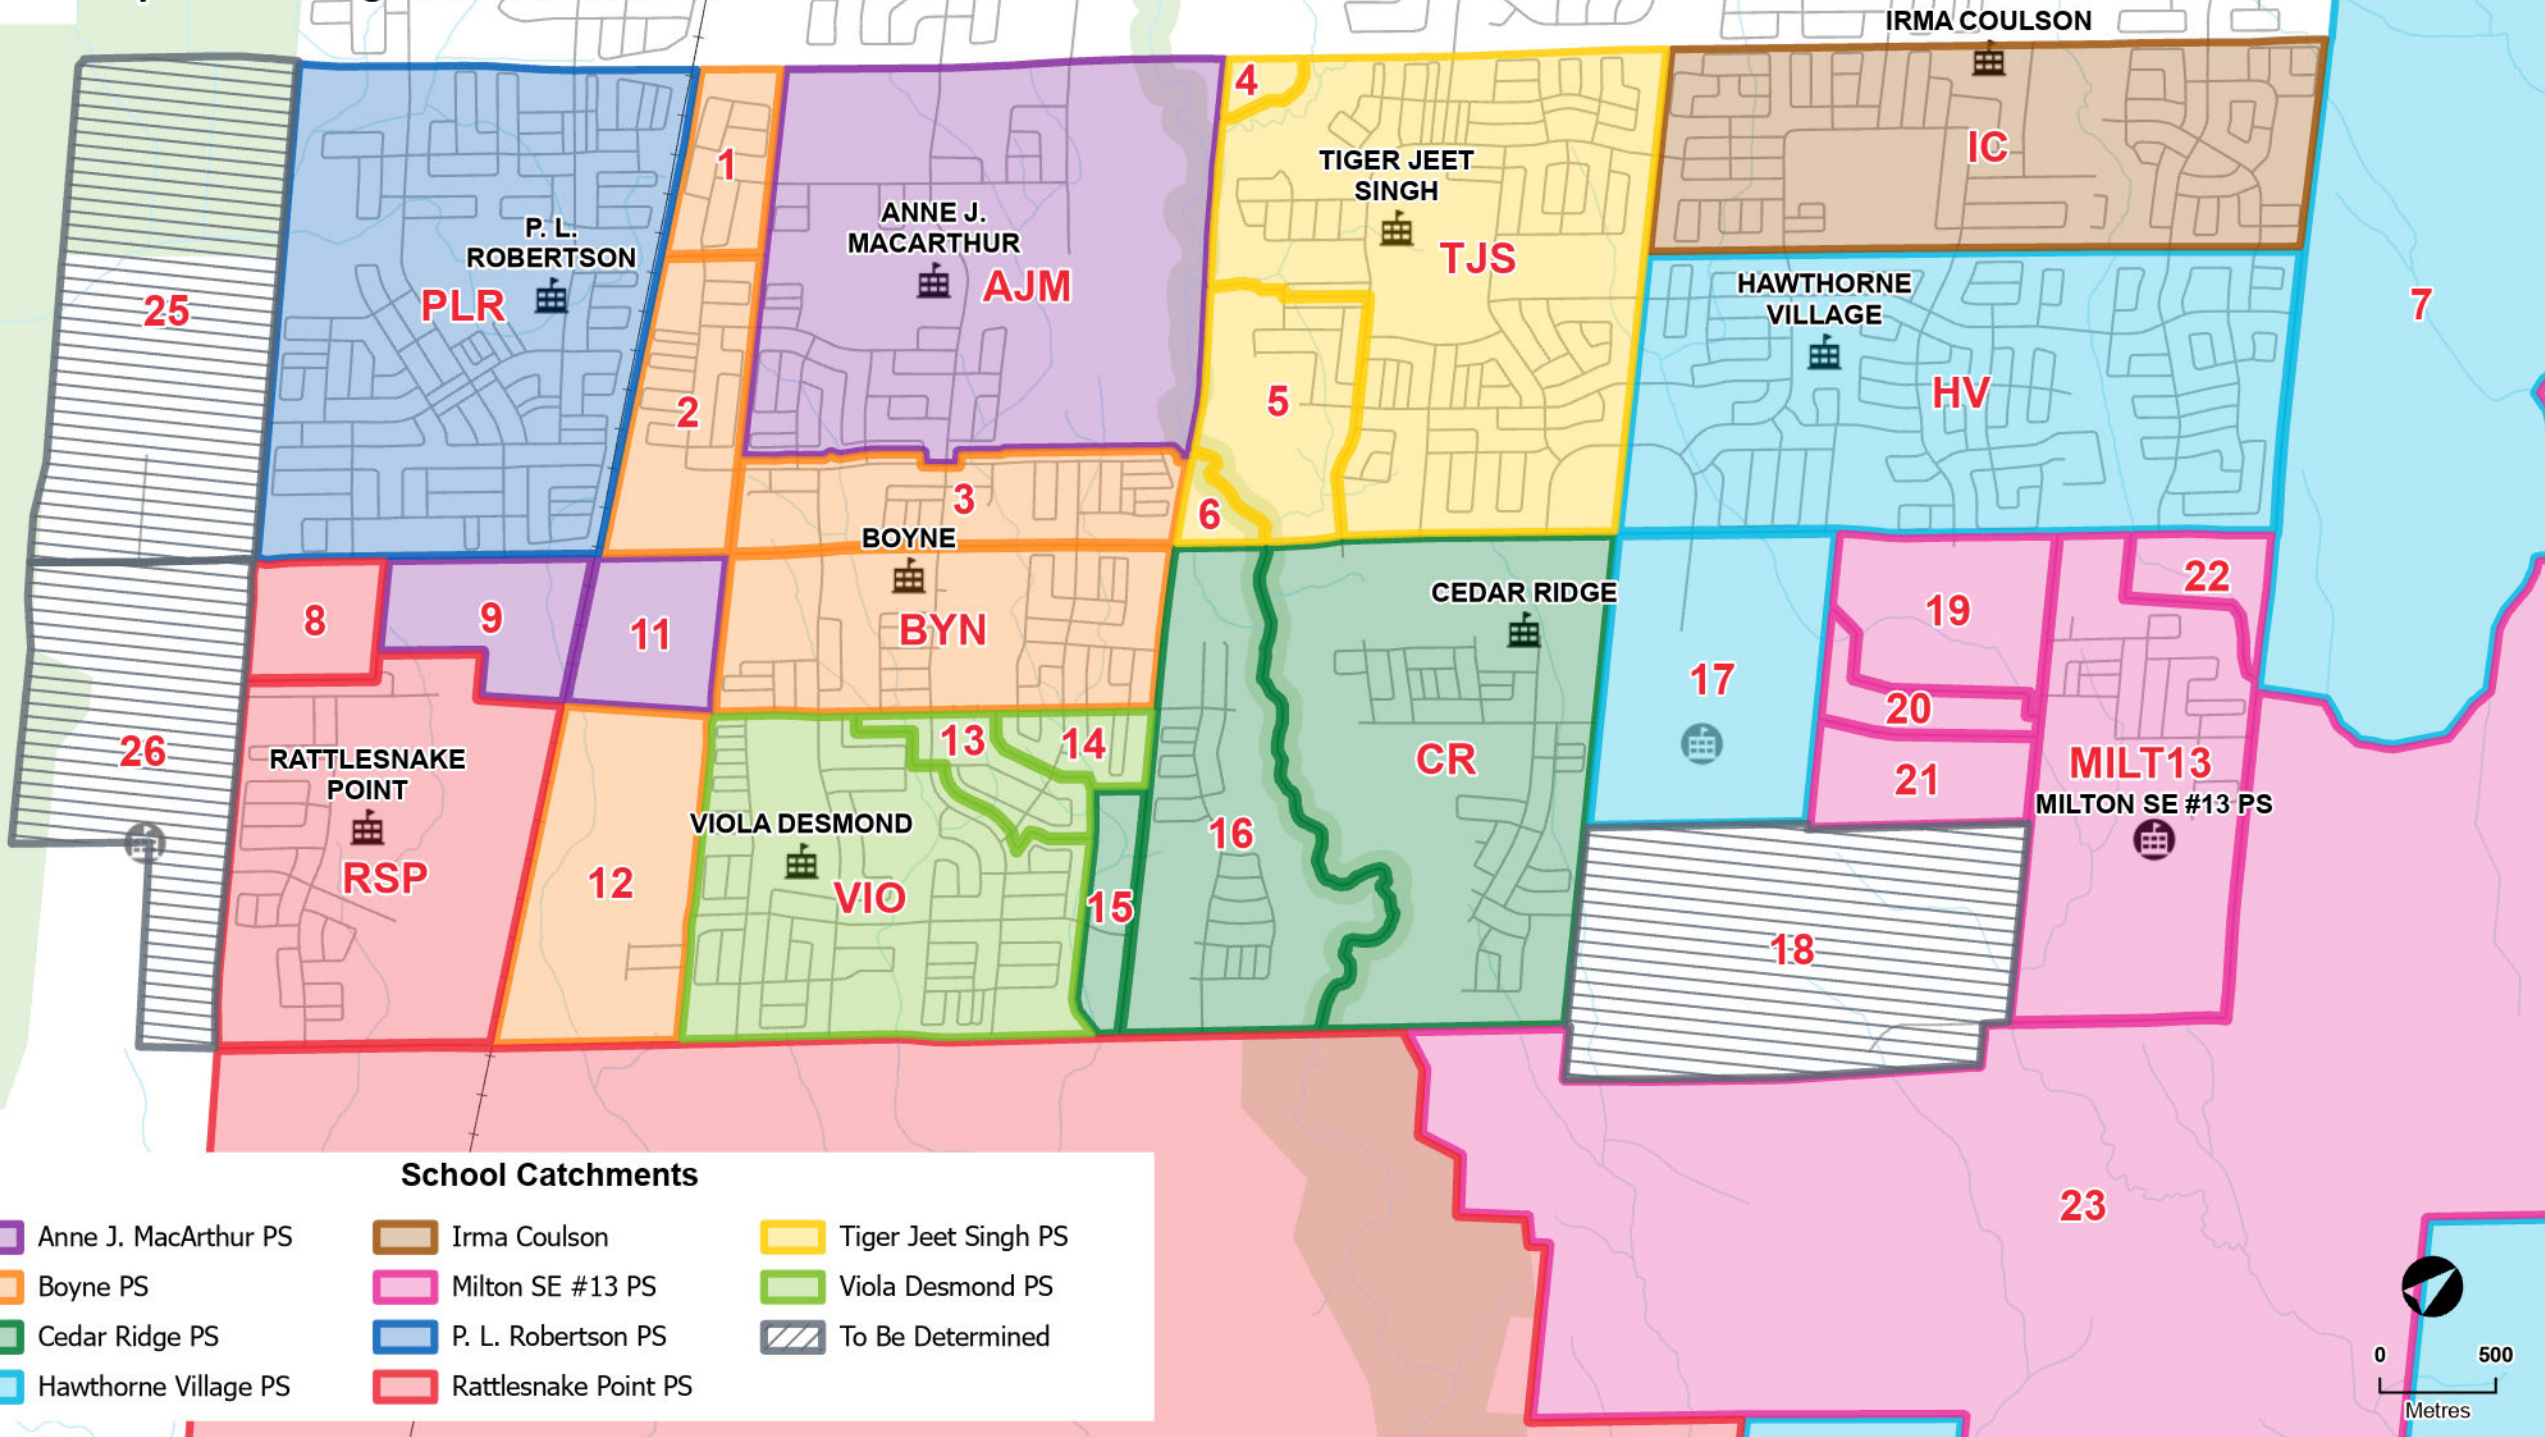 IRMA COULSON
4
1
IC
TIGER JEET
SINGH
TJS
P. L.
ROBERTSON
PLR
ANNE J.
MACARTHUR
AJM
HAWTHORNE
VILLAGE
HV
7
25
2
5
3
6
BOYNE
BYN
8
9
11
CEDAR RIDGE
CR
17
19
22
20
21
MILT13
MILTON SE #13 PS
26
RATTLESNAKE
POINT
RSP
12
VIOLA DESMOND
VIO
13
14
15
16
18
23
School Catchments
Anne J. MacArthur PS
Boyne PS
Cedar Ridge PS
Hawthorne Village PS
Irma Coulson
Milton SE #13 PS
P. L. Robertson PS
Rattlesnake Point PS
Tiger Jeet Singh PS
Viola Desmond PS
To Be Determined
0 500
Metres